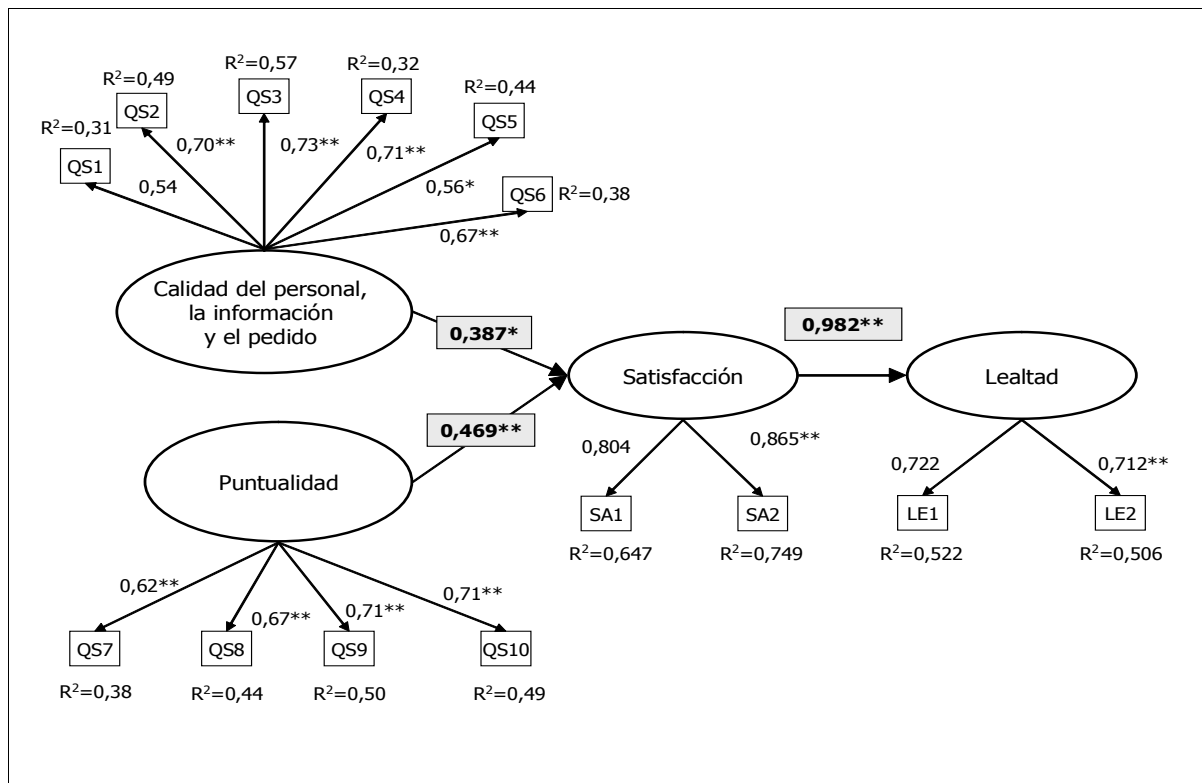 R²=0,57
R²=0,32
R²=0,49
QS3
QS4
R²=0,44
QS2
QS5
R²=0,31
0,70**
0,73**
0,71**
QS1
0,54
0,56*
QS6
R²=0,38
0,67**
Calidad del personal,
la información
y el pedido
0,387*
0,982**
Satisfacción
Lealtad
0,469**
Puntualidad
0,804
0,865**
0,722
0,712**
SA1
SA2
LE1
LE2
R²=0,647
R²=0,749
R²=0,522
R²=0,506
0,62**
0,67**
0,71**
0,71**
QS7
QS8
QS9
QS10
R²=0,38
R²=0,44
R²=0,50
R²=0,49